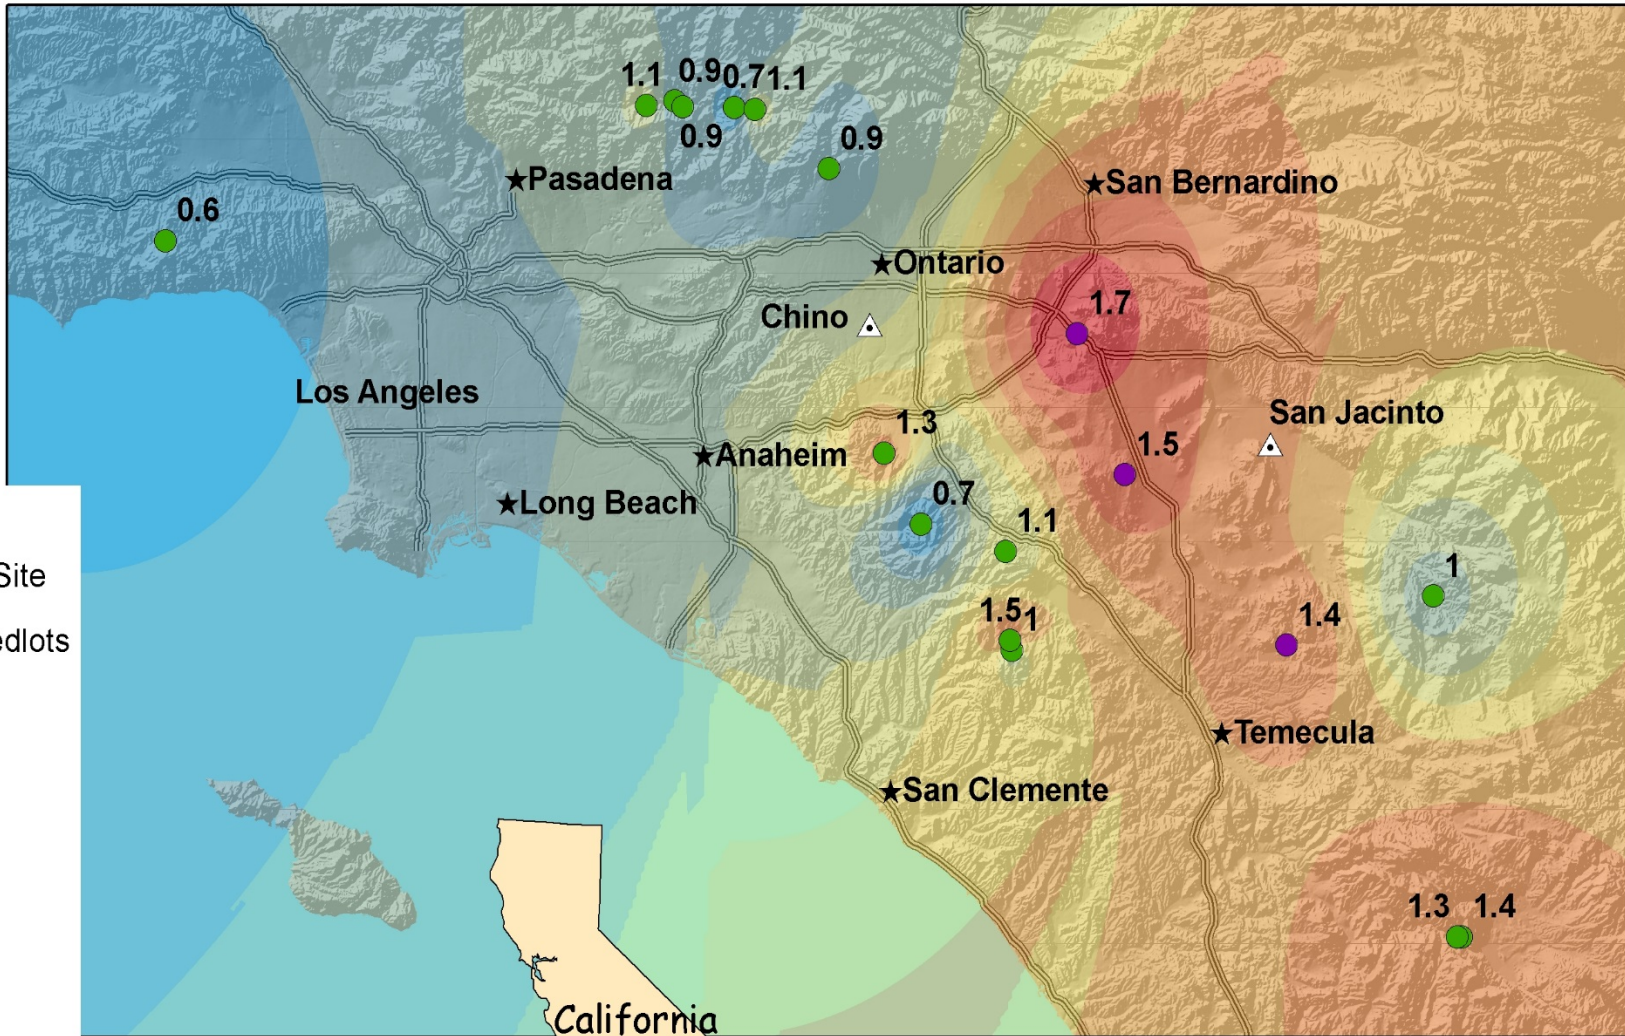 1.1 0.9 0.7 1.1
0.9 0.9
★Pasadena
★San Bernardino
0.6
★Ontario
Chino
1.7
Los Angeles
San Jacinto
1.3
1.5
★Anaheim
0.7
★Long Beach
1.1
1
Site
1.5 1
1.4
edlots
★Temecula
★San Clemente
1.3 1.4
California